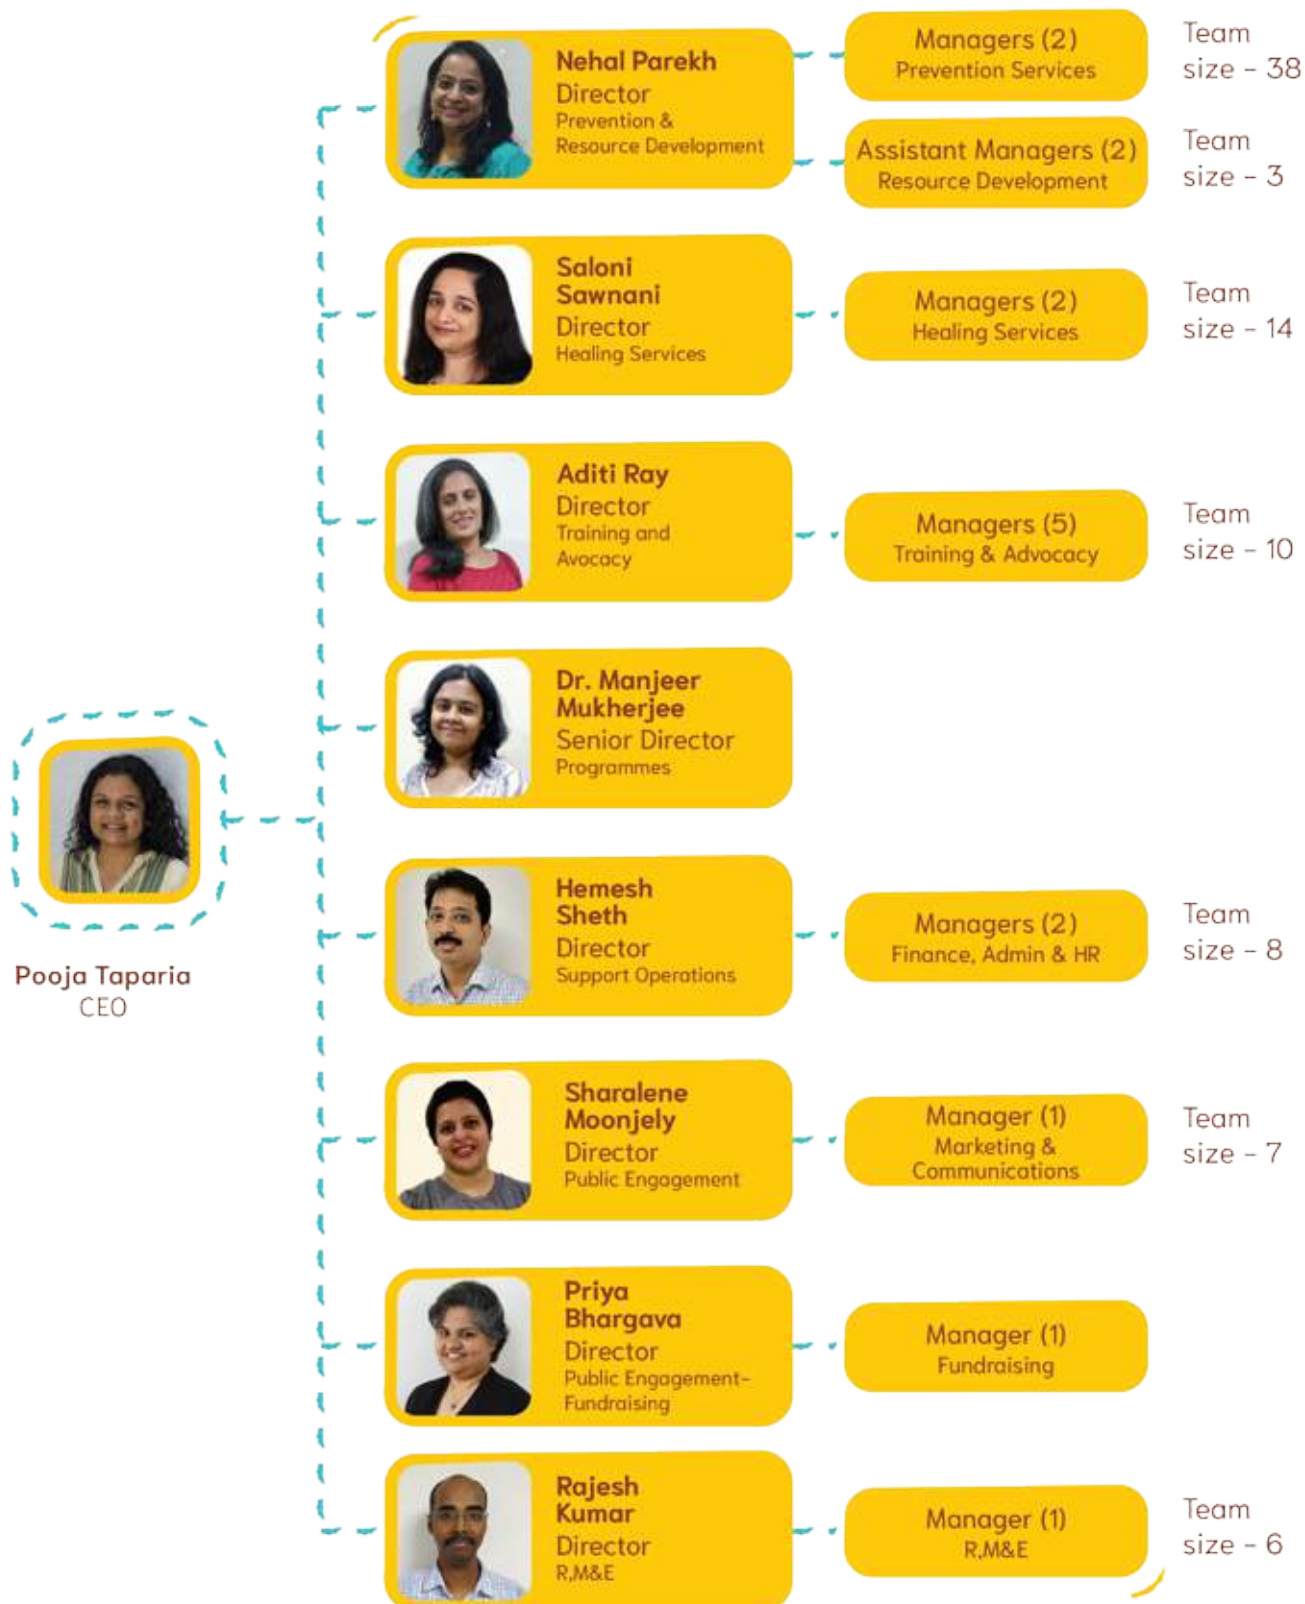 Nehal Parekh
Director
Prevention &
Resource Development
Managers (2)
Prevention Services
Team
size - 38
Assistant Managers (2)
Resource Development
Team
size - 3
Saloni
Sawnani
Director
Healing Services
Managers (2)
Healing Services
Team
size - 14
Aditi Ray
Director
Training and
Avocacy
Managers (5)
Training & Advocacy
Team
size - 10
Dr. Manjeer
Mukherjee
Senior Director
Programmes
Pooja Taparia
CEO
Hemesh
Sheth
Director
Support Operations
Managers (2)
Finance, Admin & HR
Team
size - 8
Sharalene
Moonjely
Director
Public Engagement
Manager (1)
Marketing &
Communications
Team
size - 7
Priya
Bhargava
Director
Public Engagement-
Fundraising
Manager (1)
Fundraising
Rajesh
Kumar
Director
R,M&E
Manager (1)
R,M&E
Team
size - 6